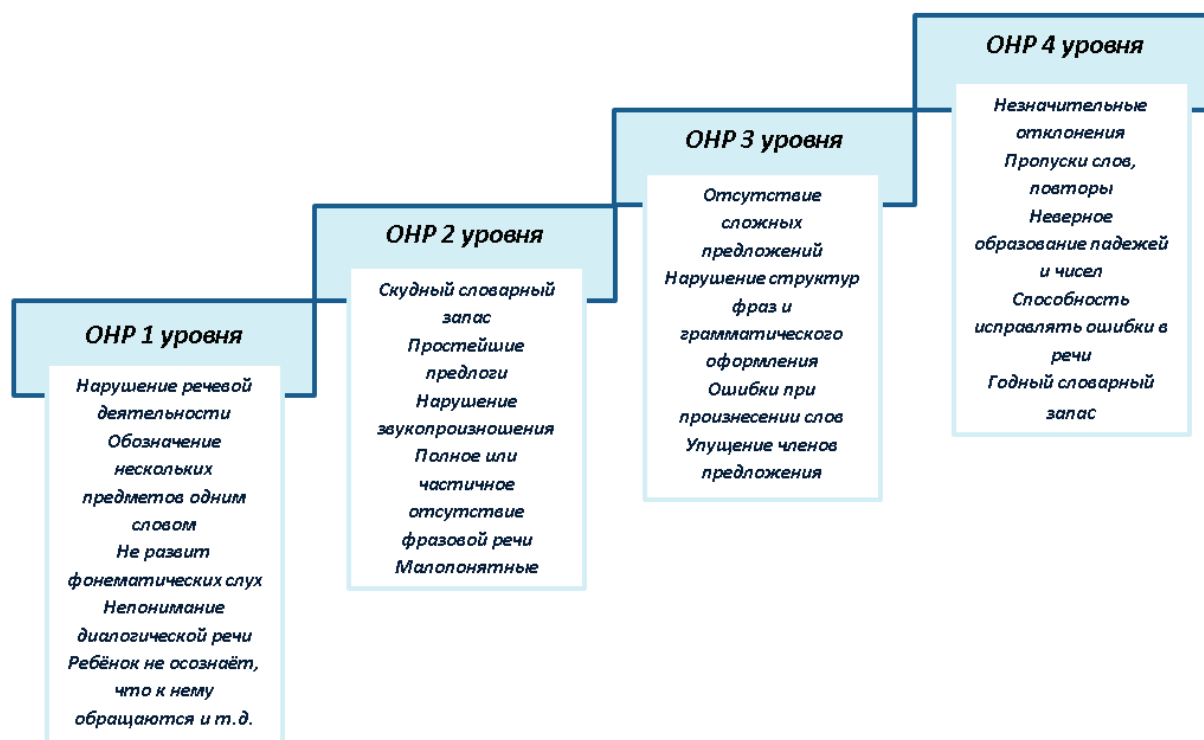 ОНР 1 уровня
Нарушение речевой
деятельности
Обозначение
нескольких
предметов одним
словом
Не развит
фонематических слух
Непонимание
диалогической речи
Ребёнок не осознаёт,
что к нему
обращаются и т.д.
ОНР 2 уровня
Скудный словарный
запас
Простейшие
предлоги
Нарушение
звукопроизношения
Полное или
частичное
отсутствие
фразовой речи
Малопонятные
ОНР 3 уровня
Отсутствие
сложных
предложений
Нарушение структур
фраз и
грамматического
оформления
Ошибки при
произнесении слов
Упущение членов
предложения
ОНР 4 уровня
Незначительные
отклонения
Пропуски слов,
повторы
Неверное
образование падежей
и чисел
Способность
исправлять ошибки в
речи
Годный словарный
запас